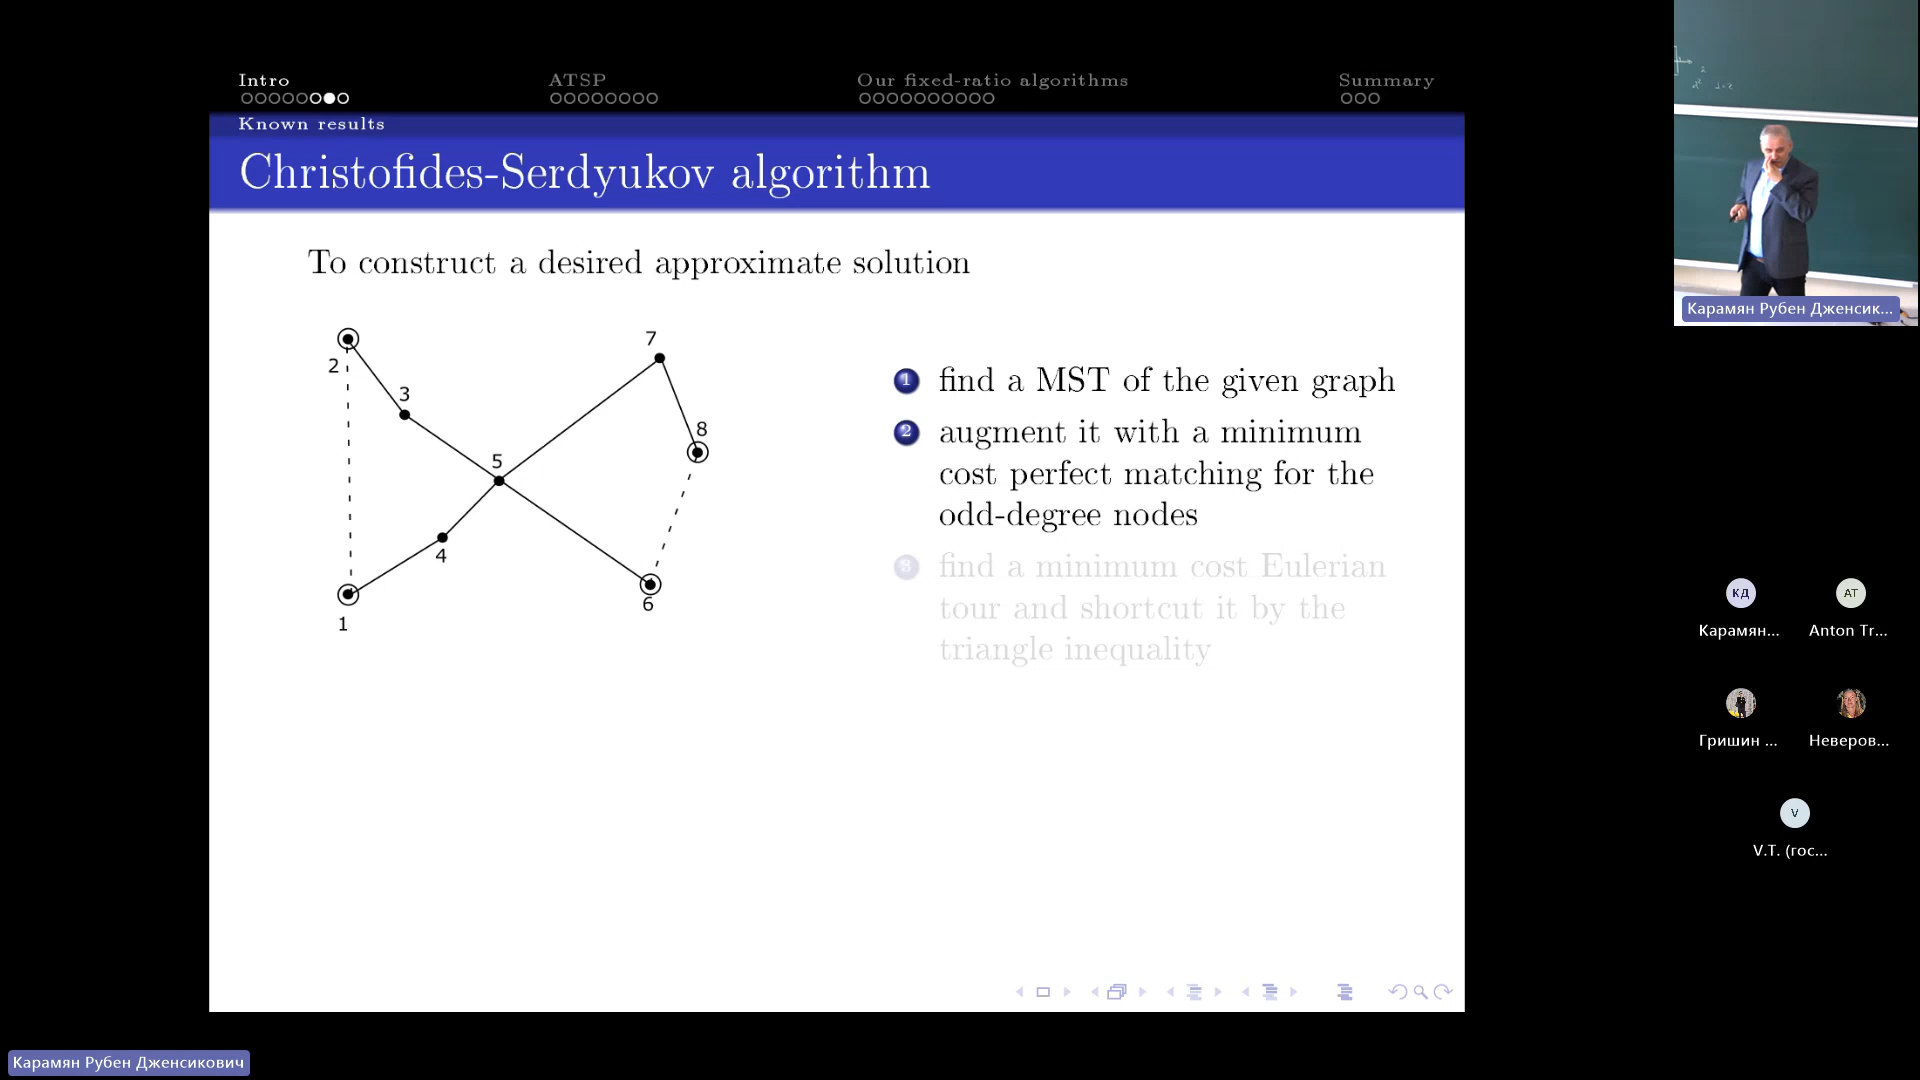 Intro
ATSP
Our fixed-ratio algorithms
Summary
Known results
Christofides-Serdyukov algorithm
To construct a desired approximate solution
2
3
7
8
5
4
6
1
1 find a MST of the given graph
2 augment it with a minimum
cost perfect matching for the
odd-degree nodes
3 find a minimum cost Eulerian
tour and shortcut it by the
triangle inequality
Карамян Рубен Дженсик...
КД
Карамян...
AT
Anton Tr...
Гришин ...
Неверов...
V
V.T. (гос...
Карамян Рубен Дженсикович